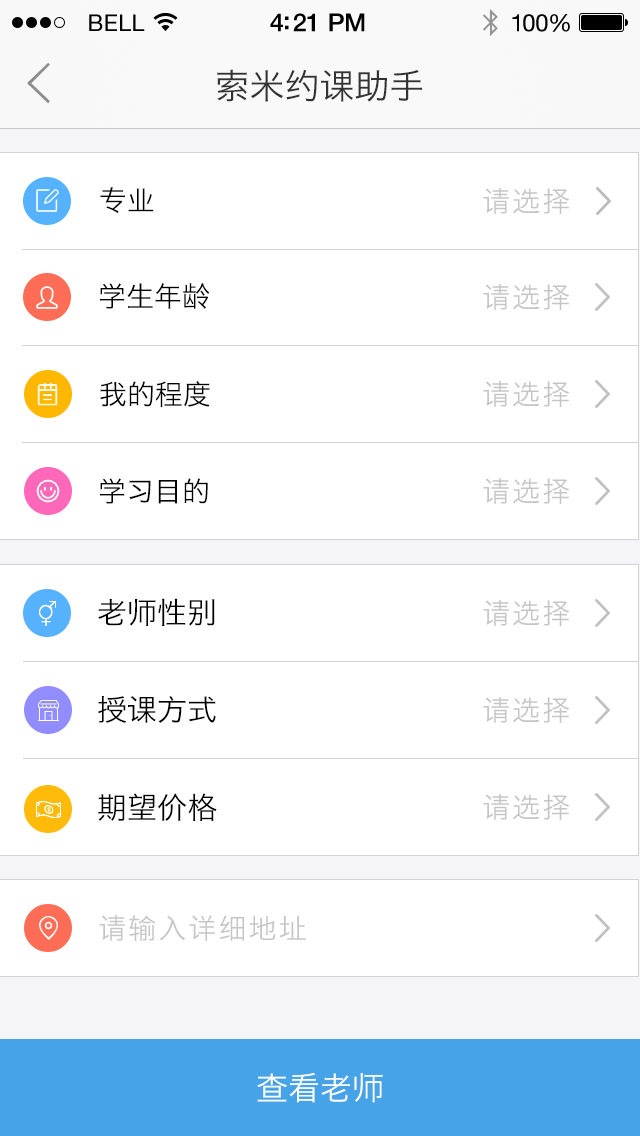 BELL 4:21 PM 100%
索米约课助手
专业 请选择
学生年龄 请选择
我的程度 请选择
学习目的 请选择
老师性别 请选择
授课方式 请选择
期望价格 请选择
请输入详细地址
查看老师